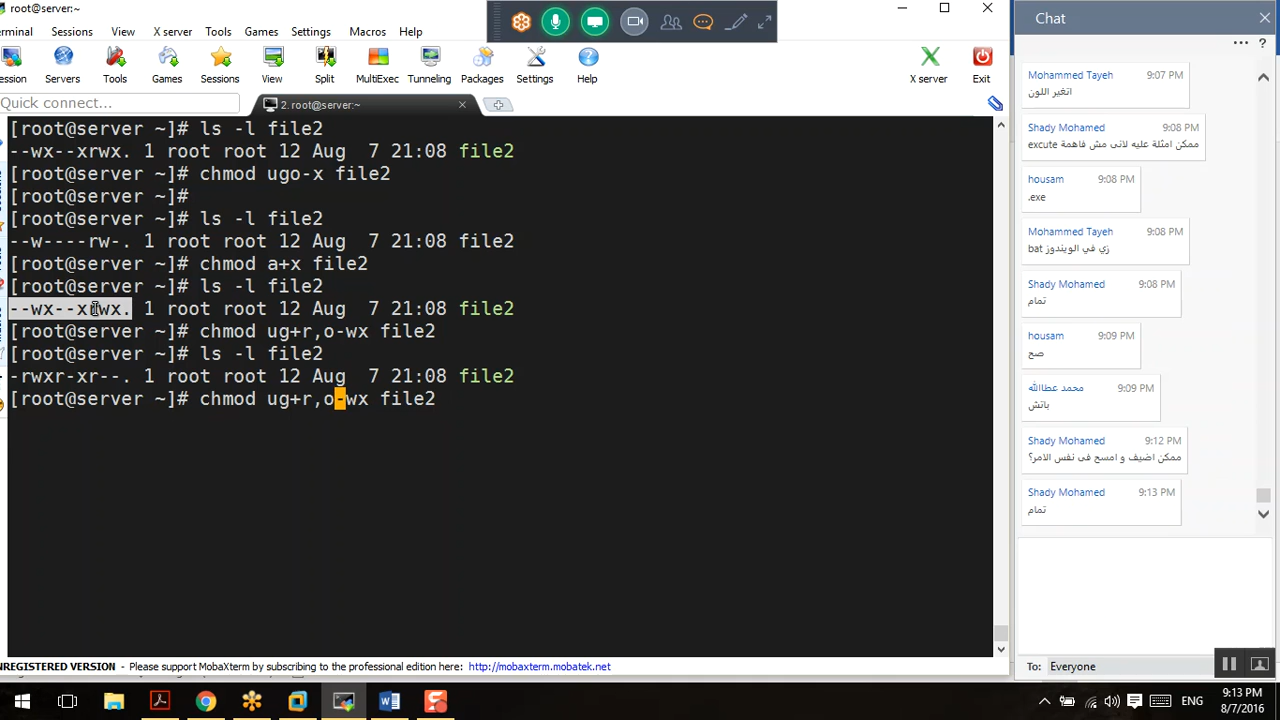 root@server:~
Chat
erminal Sessions View X server Tools Games Settings Macros Help
ession Servers Tools Games Sessions View Split MultiExec Tunneling Packages Settings Help X server Exit
Quick connect...
2. root@server:~
[root@server ~]# ls -l file2
--wx--xrwx. 1 root root 12 Aug 7 21:08 file2
[root@server ~]# chmod ugo-x file2
[root@server ~]#
[root@server ~]# ls -l file2
--w----rw-. 1 root root 12 Aug 7 21:08 file2
[root@server ~]# chmod a+x file2
[root@server ~]# ls -l file2
--wx--xrwx. 1 root root 12 Aug 7 21:08 file2
[root@server ~]# chmod ug+r,o-wx file2
[root@server ~]# ls -l file2
-rwxr-xr--. 1 root root 12 Aug 7 21:08 file2
[root@server ~]# chmod ug+r,o-wx file2
Mohammed Tayeh 9:07 PM
اتغير اللون
Shady Mohamed 9:08 PM
ممكن امثلة عليه لانى مش فاهمة excute
housam 9:08 PM
.exe
Mohammed Tayeh 9:08 PM
زي في الويندوز bat
Shady Mohamed 9:08 PM
تمام
housam 9:09 PM
صح
محمد عطاالله 9:09 PM
باتش
Shady Mohamed 9:12 PM
ممكن اضيف و امسح فى نفس الامر؟
Shady Mohamed 9:13 PM
تمام
To: Everyone
NREGISTERED VERSION - Please support MobaXterm by subscribing to the professional edition here: http://mobaxterm.mobatek.net
ENG
9:13 PM
8/7/2016